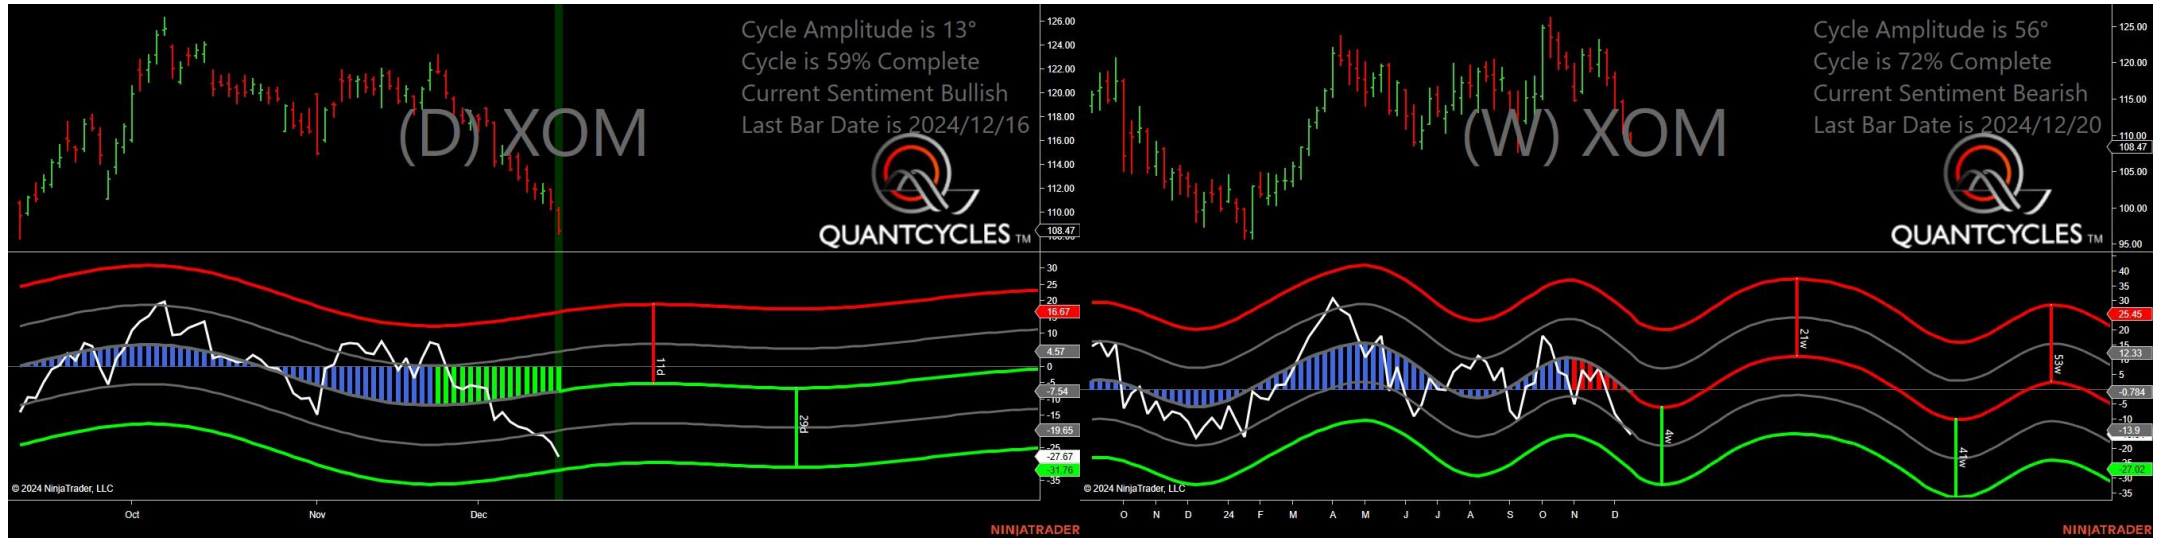 Cycle Amplitude is 13°
Cycle is 59% Complete
Current Sentiment Bullish
Last Bar Date is 2024/12/16
(D) XOM
QUANTCYCLES TM
126.00
124.00
122.00
120.00
118.00
116.00
114.00
112.00
110.00
108.47
30
25
20
16.67
10
4.57
0
-7.54
-10
-15
-19.65
-27.67
-31.76
-35
11d
29d
© 2024 NinjaTrader, LLC
Oct Nov Dec
NINJATRADER
Cycle Amplitude is 56°
Cycle is 72% Complete
Current Sentiment Bearish
Last Bar Date is 2024/12/20
(W) XOM
QUANTCYCLES TM
125.00
120.00
115.00
110.00
108.47
105.00
100.00
95.00
40
35
30
25.45
20
15
12.33
5
-0.784
-5
-10
-13.9
-20
-27.02
-30
-35
21w
53w
4w
41w
© 2024 NinjaTrader, LLC
O N D 24 F M A M J J A S O N D
NINJATRADER